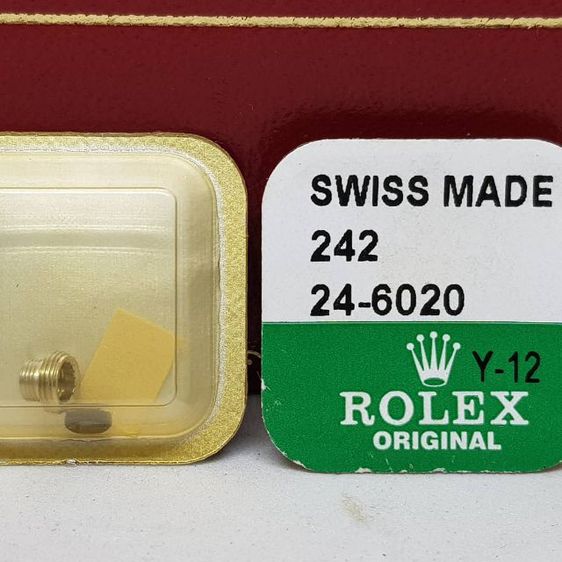 SWISS MADE
242
24-6020
Y-12
ROLEX
ORIGINAL